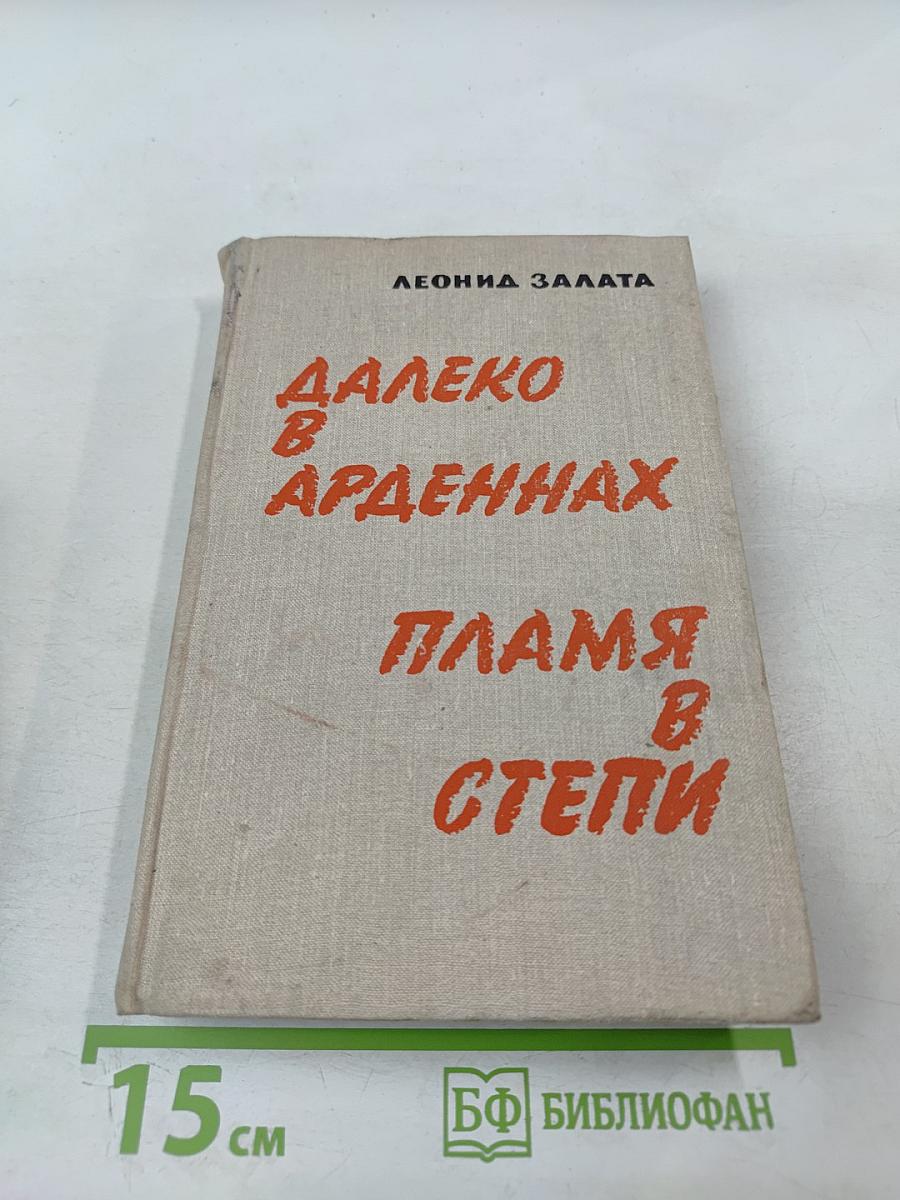 ЛЕОНИД ЗАЛАТА
ДАЛЕКО
В
АРДЕННАХ
ПЛАМЯ
В
СТЕПИ
15 см
БФ БИБЛИОФАН